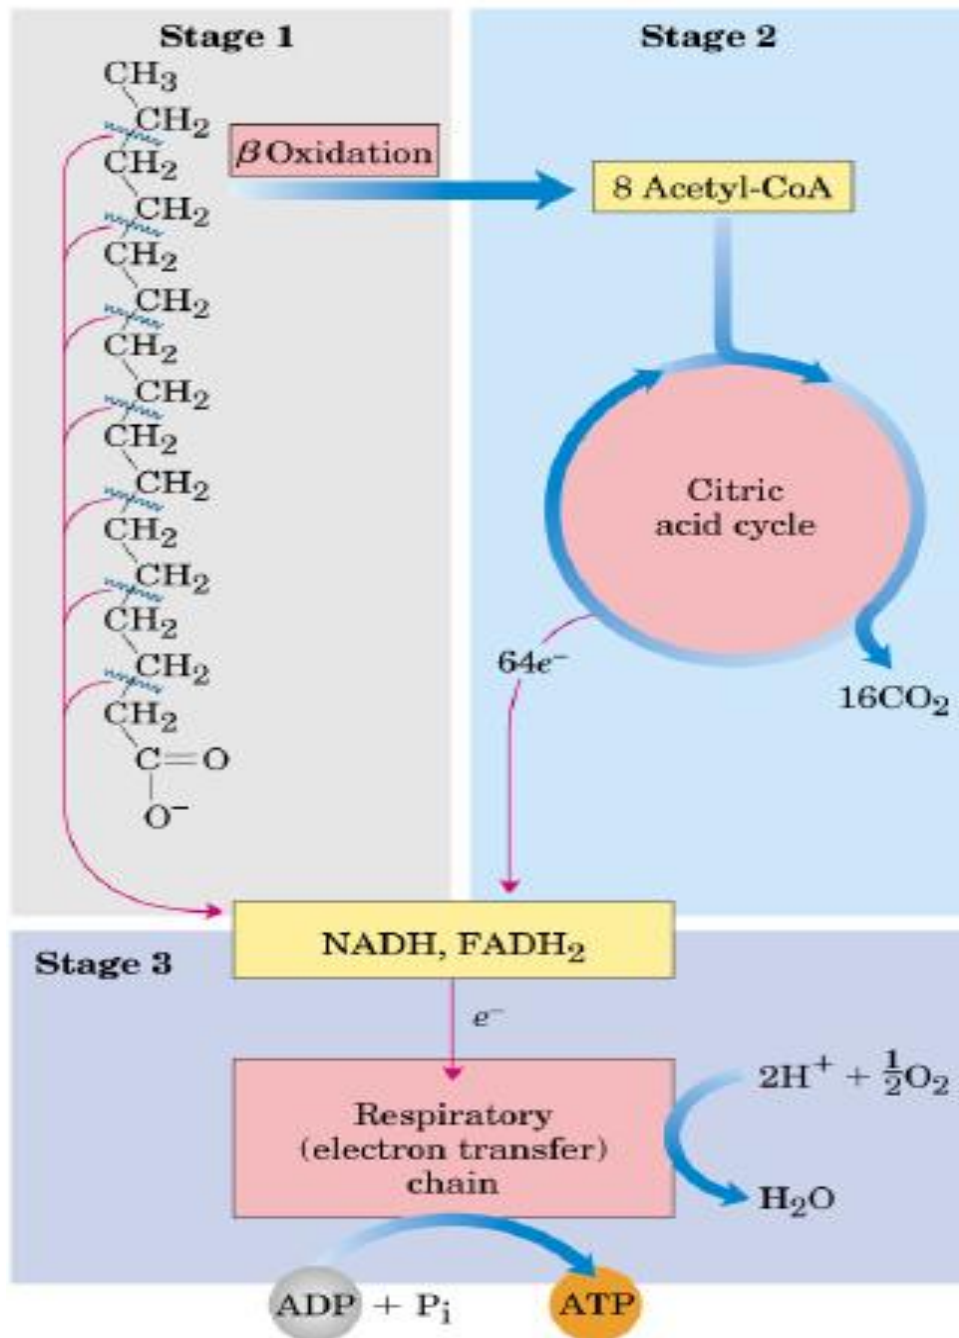 Stage 1
CH₃
CH₂
CH₂
CH₂
CH₂
CH₂
CH₂
CH₂
CH₂
CH₂
CH₂
CH₂
CH₂
CH₂
CH₂
C=O
O⁻
β Oxidation
Stage 2
8 Acetyl-CoA
Citric
acid cycle
64e⁻
16CO₂
Stage 3
NADH, FADH₂
e⁻
Respiratory
(electron transfer)
chain
2H⁺ + ½O₂
H₂O
ADP + Pᵢ
ATP